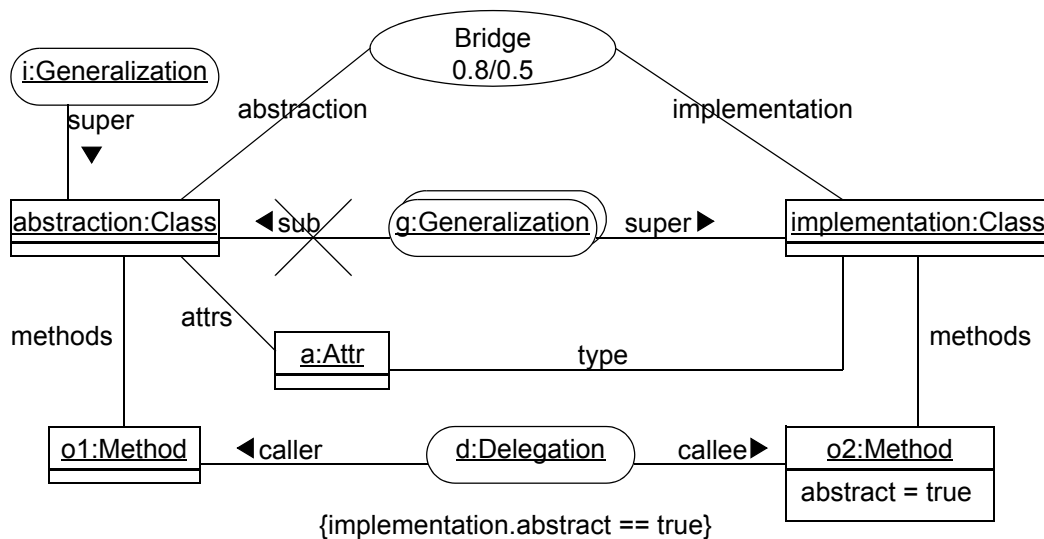 Bridge
0.8/0.5
i:Generalization
super
abstraction
implementation
abstraction:Class
sub
g:Generalization
super
implementation:Class
methods
attrs
a:Attr
type
methods
o1:Method
caller
d:Delegation
callee
o2:Method
abstract = true
{implementation.abstract == true}